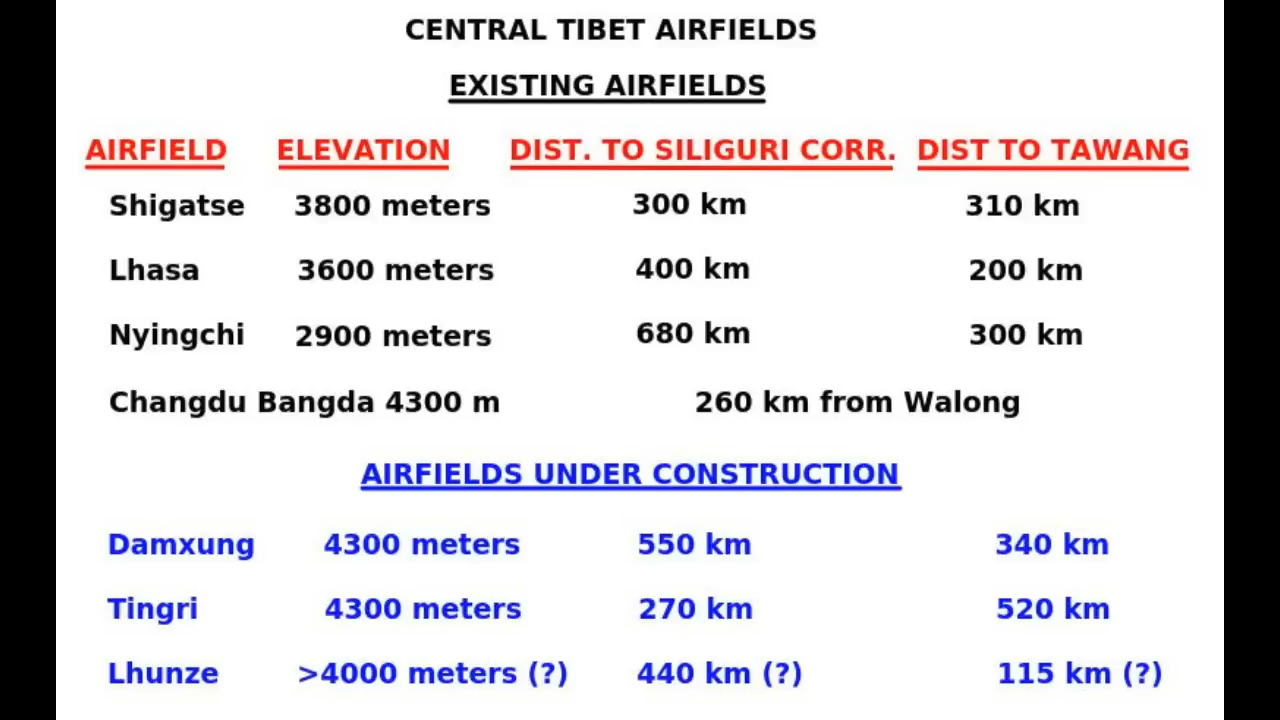 CENTRAL TIBET AIRFIELDS
EXISTING AIRFIELDS
AIRFIELD ELEVATION DIST. TO SILIGURI CORR. DIST TO TAWANG
Shigatse 3800 meters 300 km 310 km
Lhasa 3600 meters 400 km 200 km
Nyingchi 2900 meters 680 km 300 km
Changdu Bangda 4300 m 260 km from Walong
AIRFIELDS UNDER CONSTRUCTION
Damxung 4300 meters 550 km 340 km
Tingri 4300 meters 270 km 520 km
Lhunze >4000 meters (?) 440 km (?) 115 km (?)